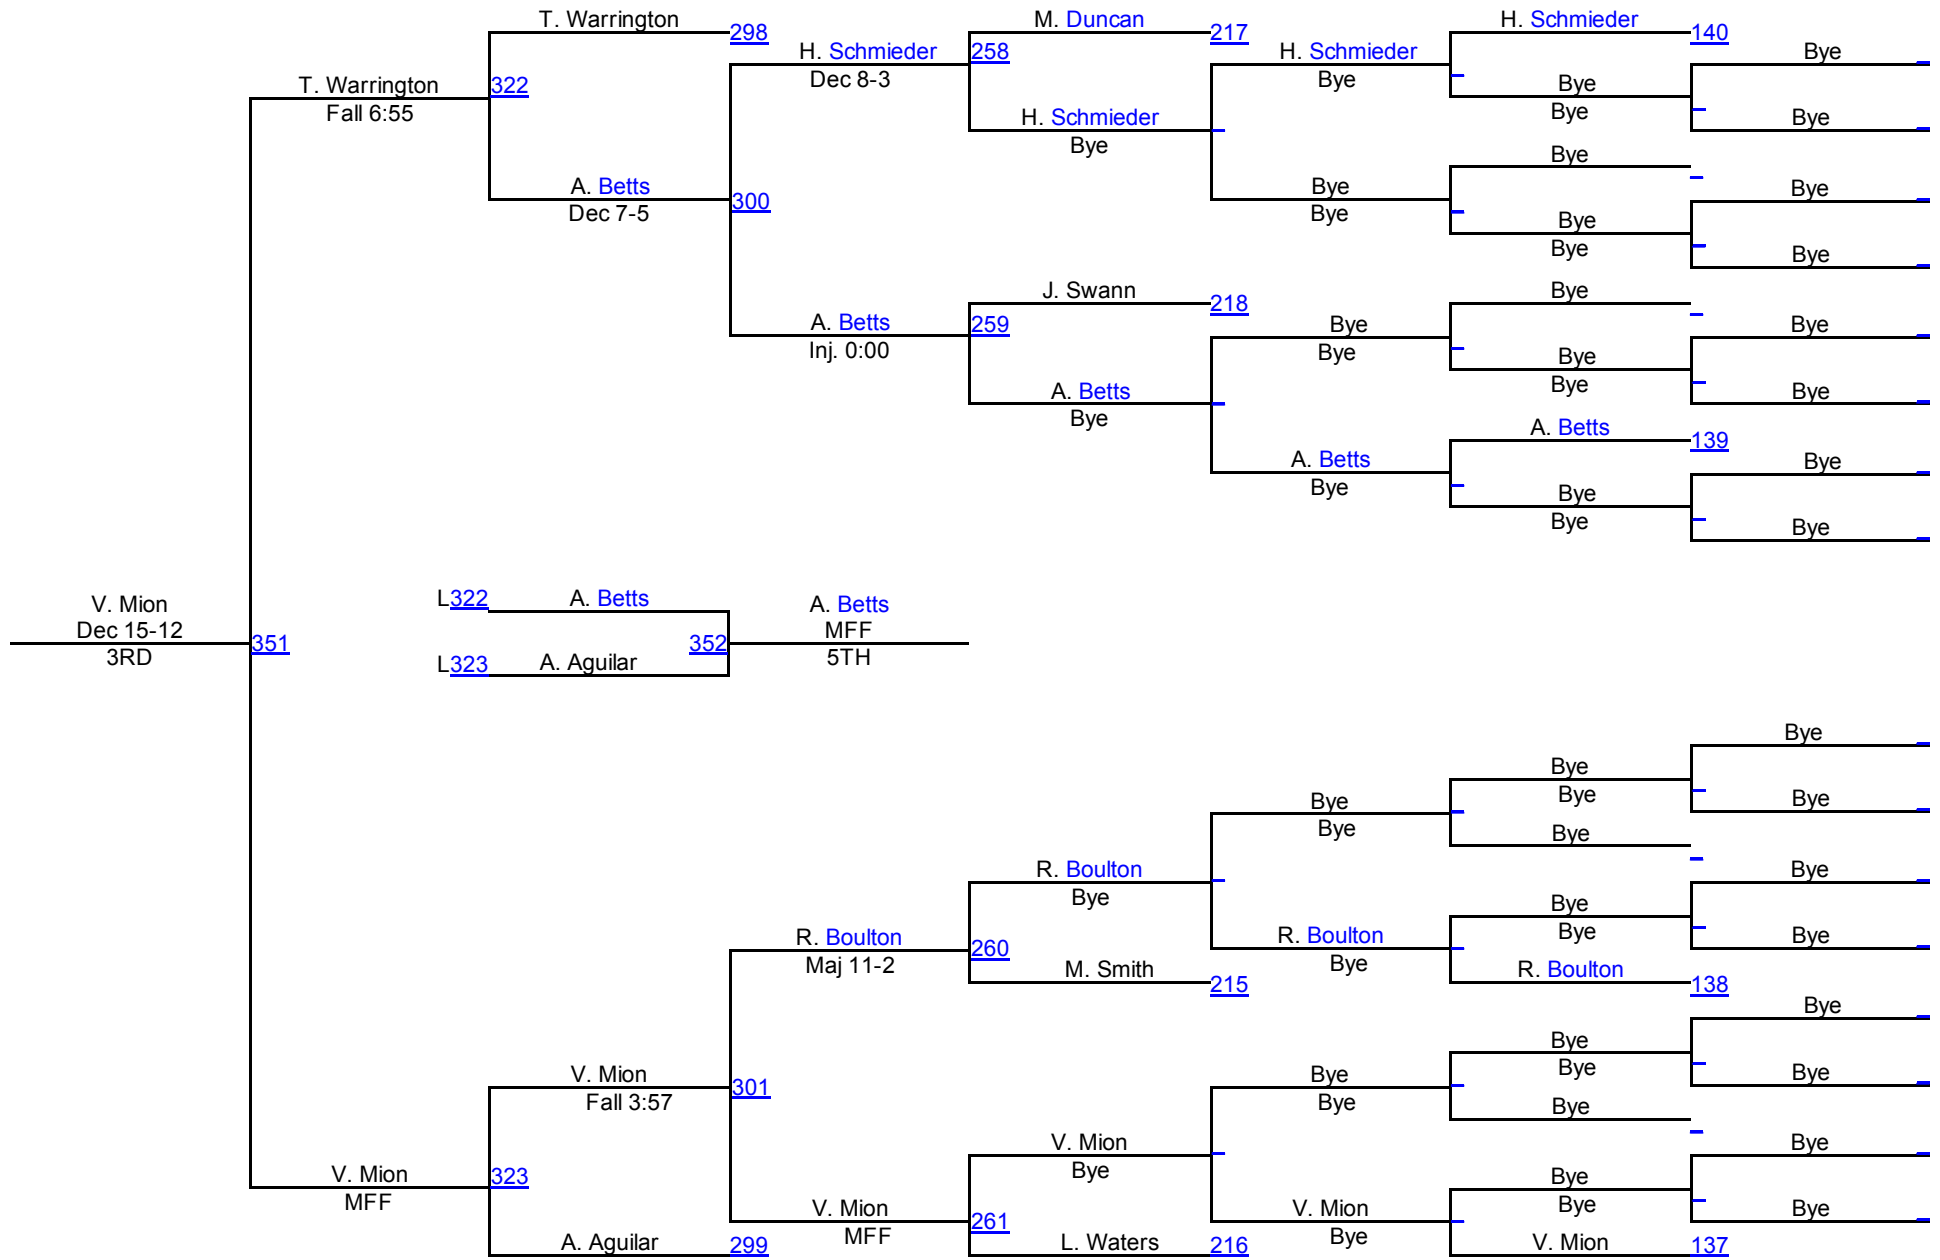 T. Warrington
298
M. Duncan
217
H. Schmieder
140
H. Schmieder
258
H. Schmieder
Bye
T. Warrington
322
Dec 8-3
Bye
Bye
Fall 6:55
Bye
H. Schmieder
Bye
Bye
Bye
A. Betts
300
Bye
Bye
Dec 7-5
Bye
Bye
Bye
Bye
J. Swann
218
Bye
A. Betts
259
Bye
Bye
Inj. 0:00
Bye
Bye
A. Betts
Bye
Bye
Bye
A. Betts
139
A. Betts
Bye
Bye
Bye
Bye
Bye
L322
A. Betts
A. Betts
V. Mion
Dec 15-12
351
352
MFF
3RD
L323
A. Aguilar
5TH
Bye
Bye
Bye
Bye
Bye
Bye
Bye
R. Boulton
Bye
Bye
Bye
R. Boulton
260
R. Boulton
Bye
Bye
Maj 11-2
Bye
M. Smith
215
R. Boulton
138
Bye
Bye
V. Mion
301
Bye
Bye
Bye
Fall 3:57
Bye
Bye
V. Mion
Bye
Bye
V. Mion
323
Bye
MFF
V. Mion
261
V. Mion
Bye
Bye
MFF
Bye
A. Aguilar
299
L. Waters
216
V. Mion
137